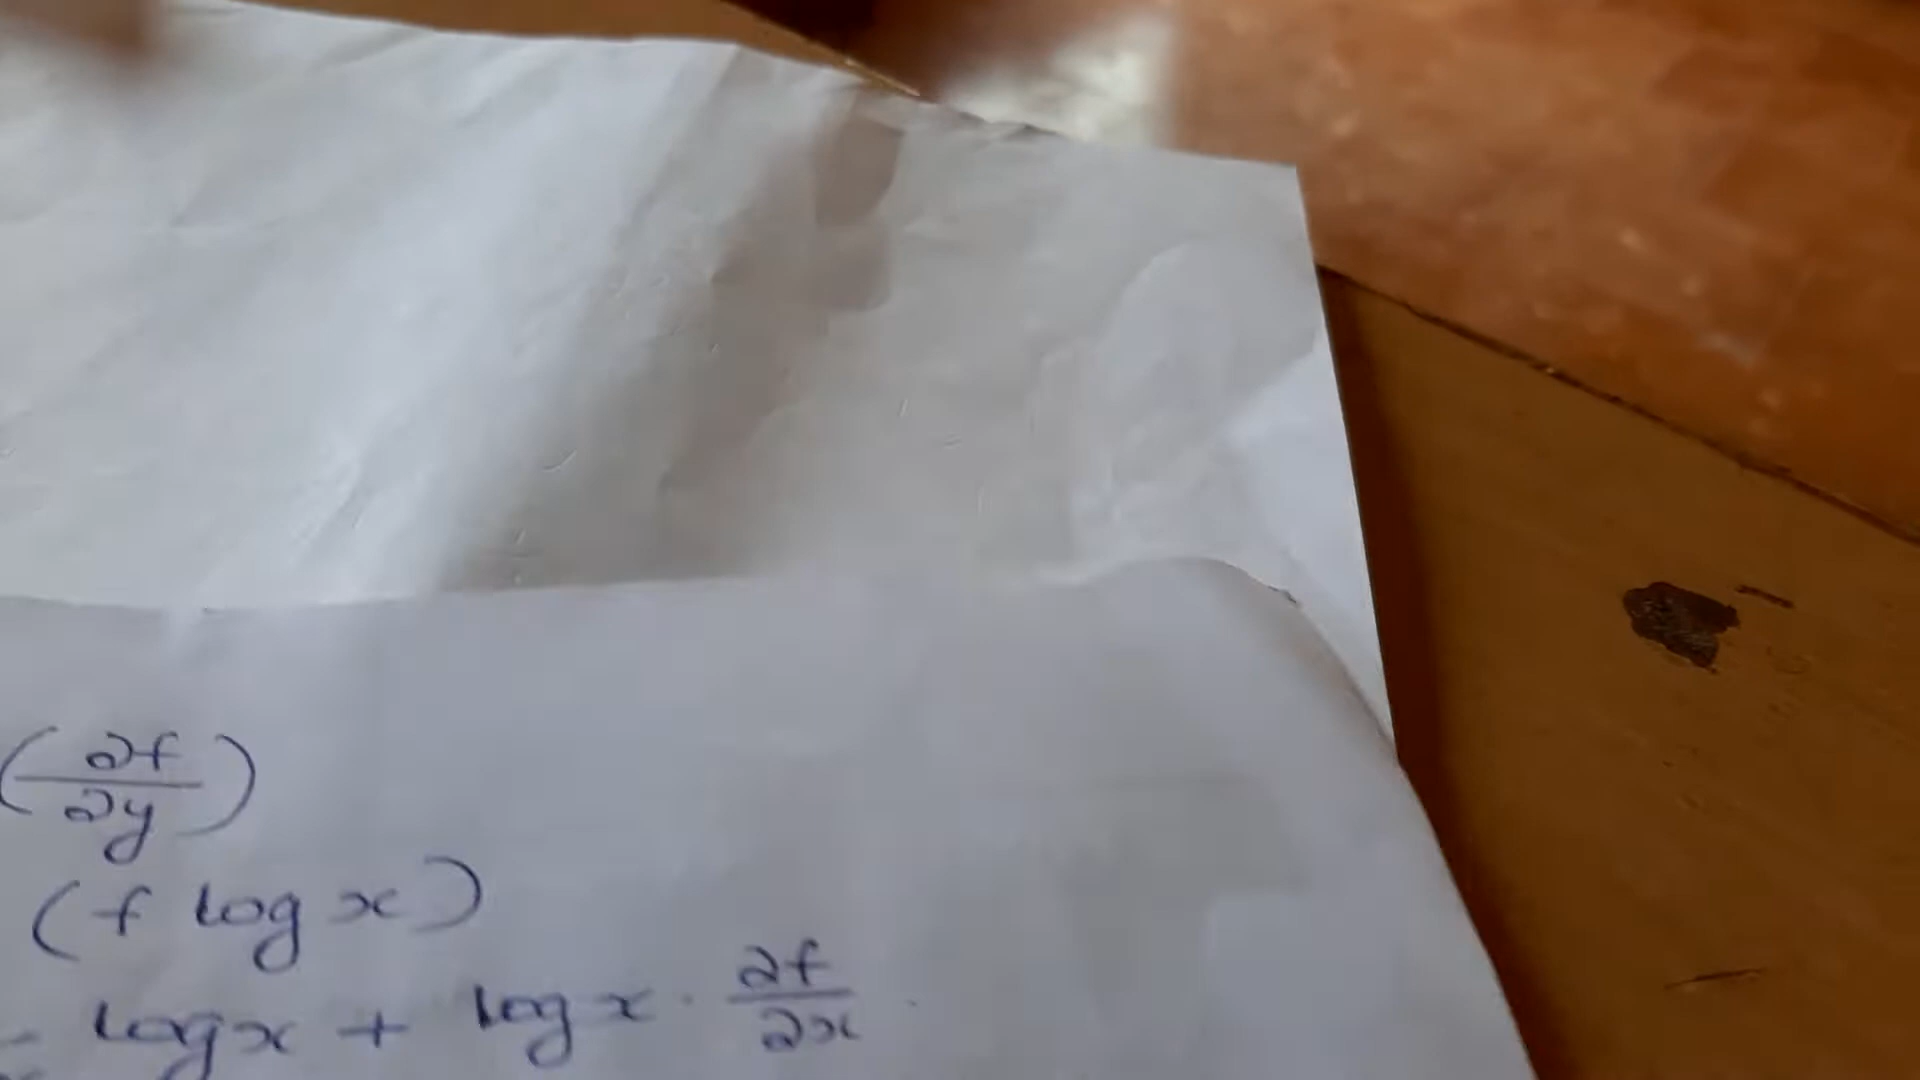 (∂f/∂y)
(f log x)
log x + log x · ∂f/∂x